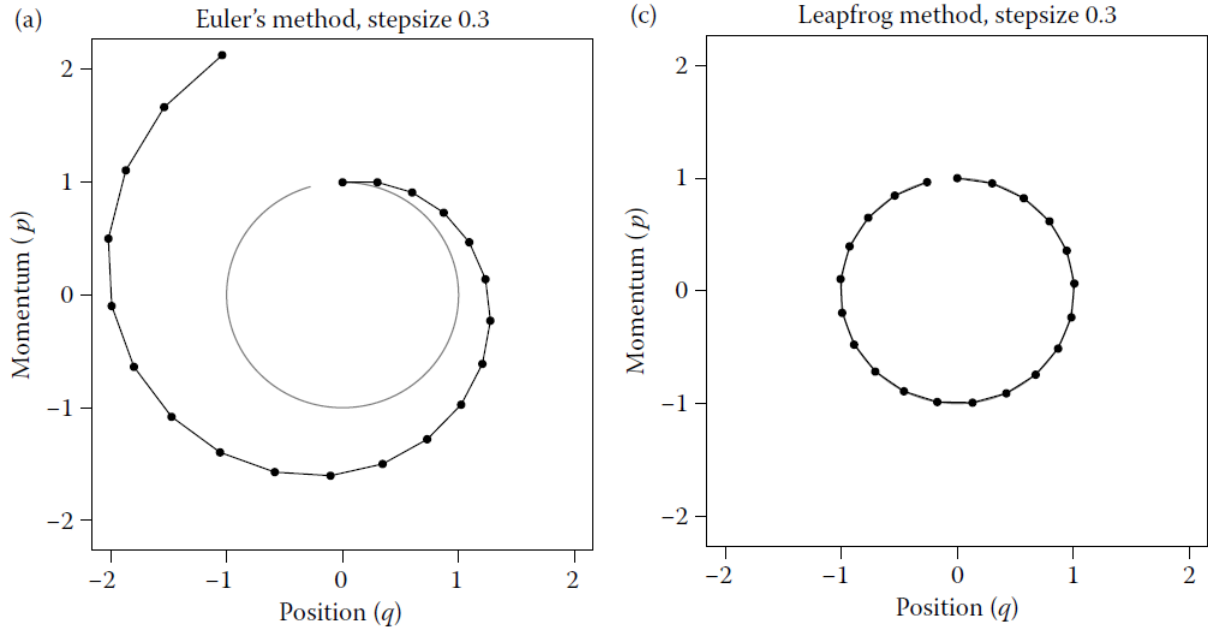 (a) Euler's method, stepsize 0.3
2
1
0
−1
−2
Momentum (p)
−2 −1 0 1 2
Position (q)
(c) Leapfrog method, stepsize 0.3
2
1
0
−1
−2
Momentum (p)
−2 −1 0 1 2
Position (q)